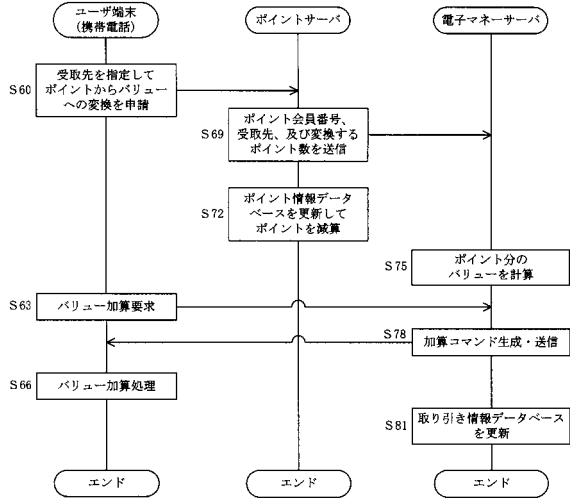 ユーザ端末
(携帯電話)
ポイントサーバ
電子マネーサーバ
S60
受取先を指定して
ポイントからバリュー
への変換を申請
S69
ポイント会員番号、
受取先、及び変換する
ポイント数を送信
S72
ポイント情報データ
ベースを更新して
ポイントを減算
S75
ポイント分の
バリューを計算
S63
バリュー加算要求
S78
加算コマンド生成・送信
S66
バリュー加算処理
S81
取り引き情報データベース
を更新
エンド
エンド
エンド